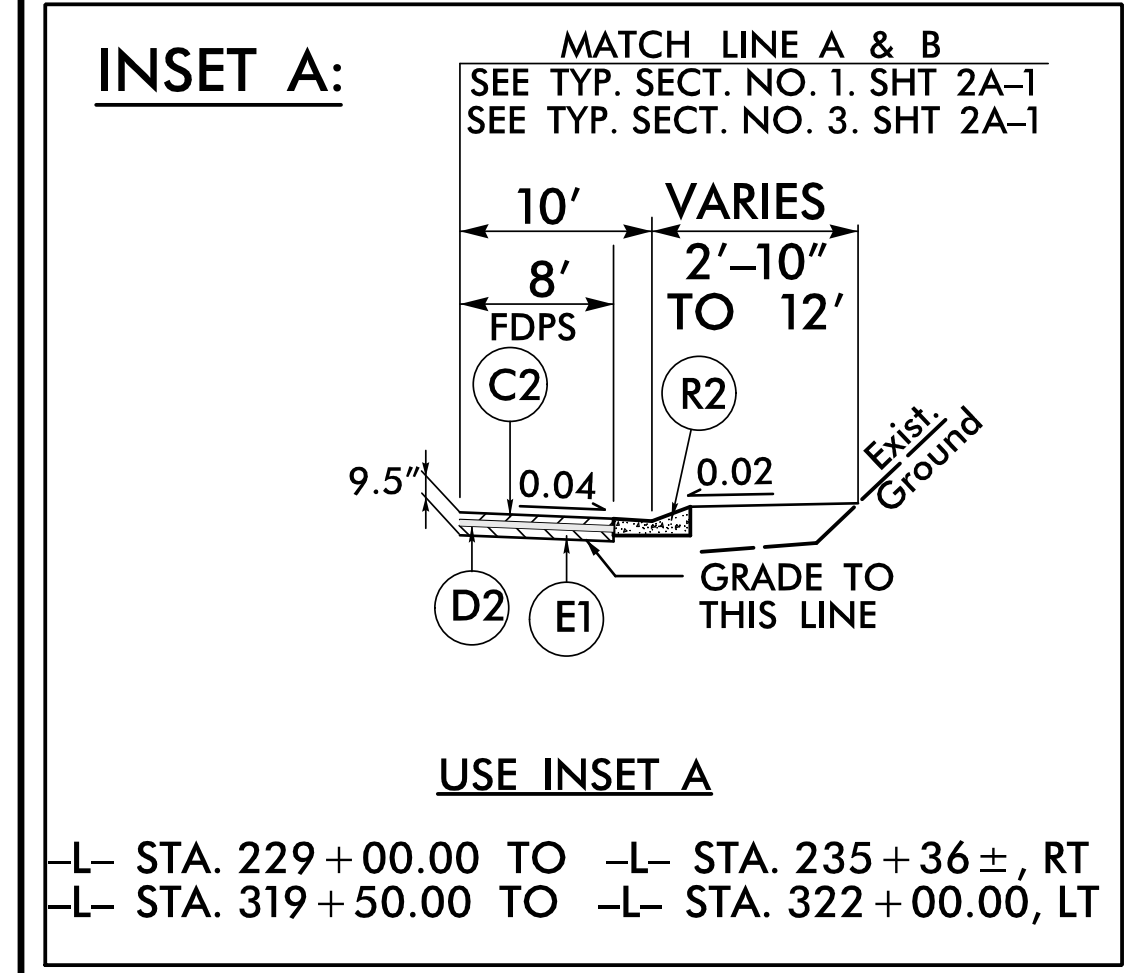 INSET A:
MATCH LINE A & B
SEE TYP. SECT. NO. 1. SHT 2A–1
SEE TYP. SECT. NO. 3. SHT 2A–1
10′
VARIES
2′–10″
TO 12′
8′
FDPS
C2
R2
9.5″
0.04
0.02
Exist.
Ground
D2
E1
GRADE TO
THIS LINE
USE INSET A
–L– STA. 229+00.00 TO –L– STA. 235+36 ±, RT
–L– STA. 319+50.00 TO –L– STA. 322+00.00, LT